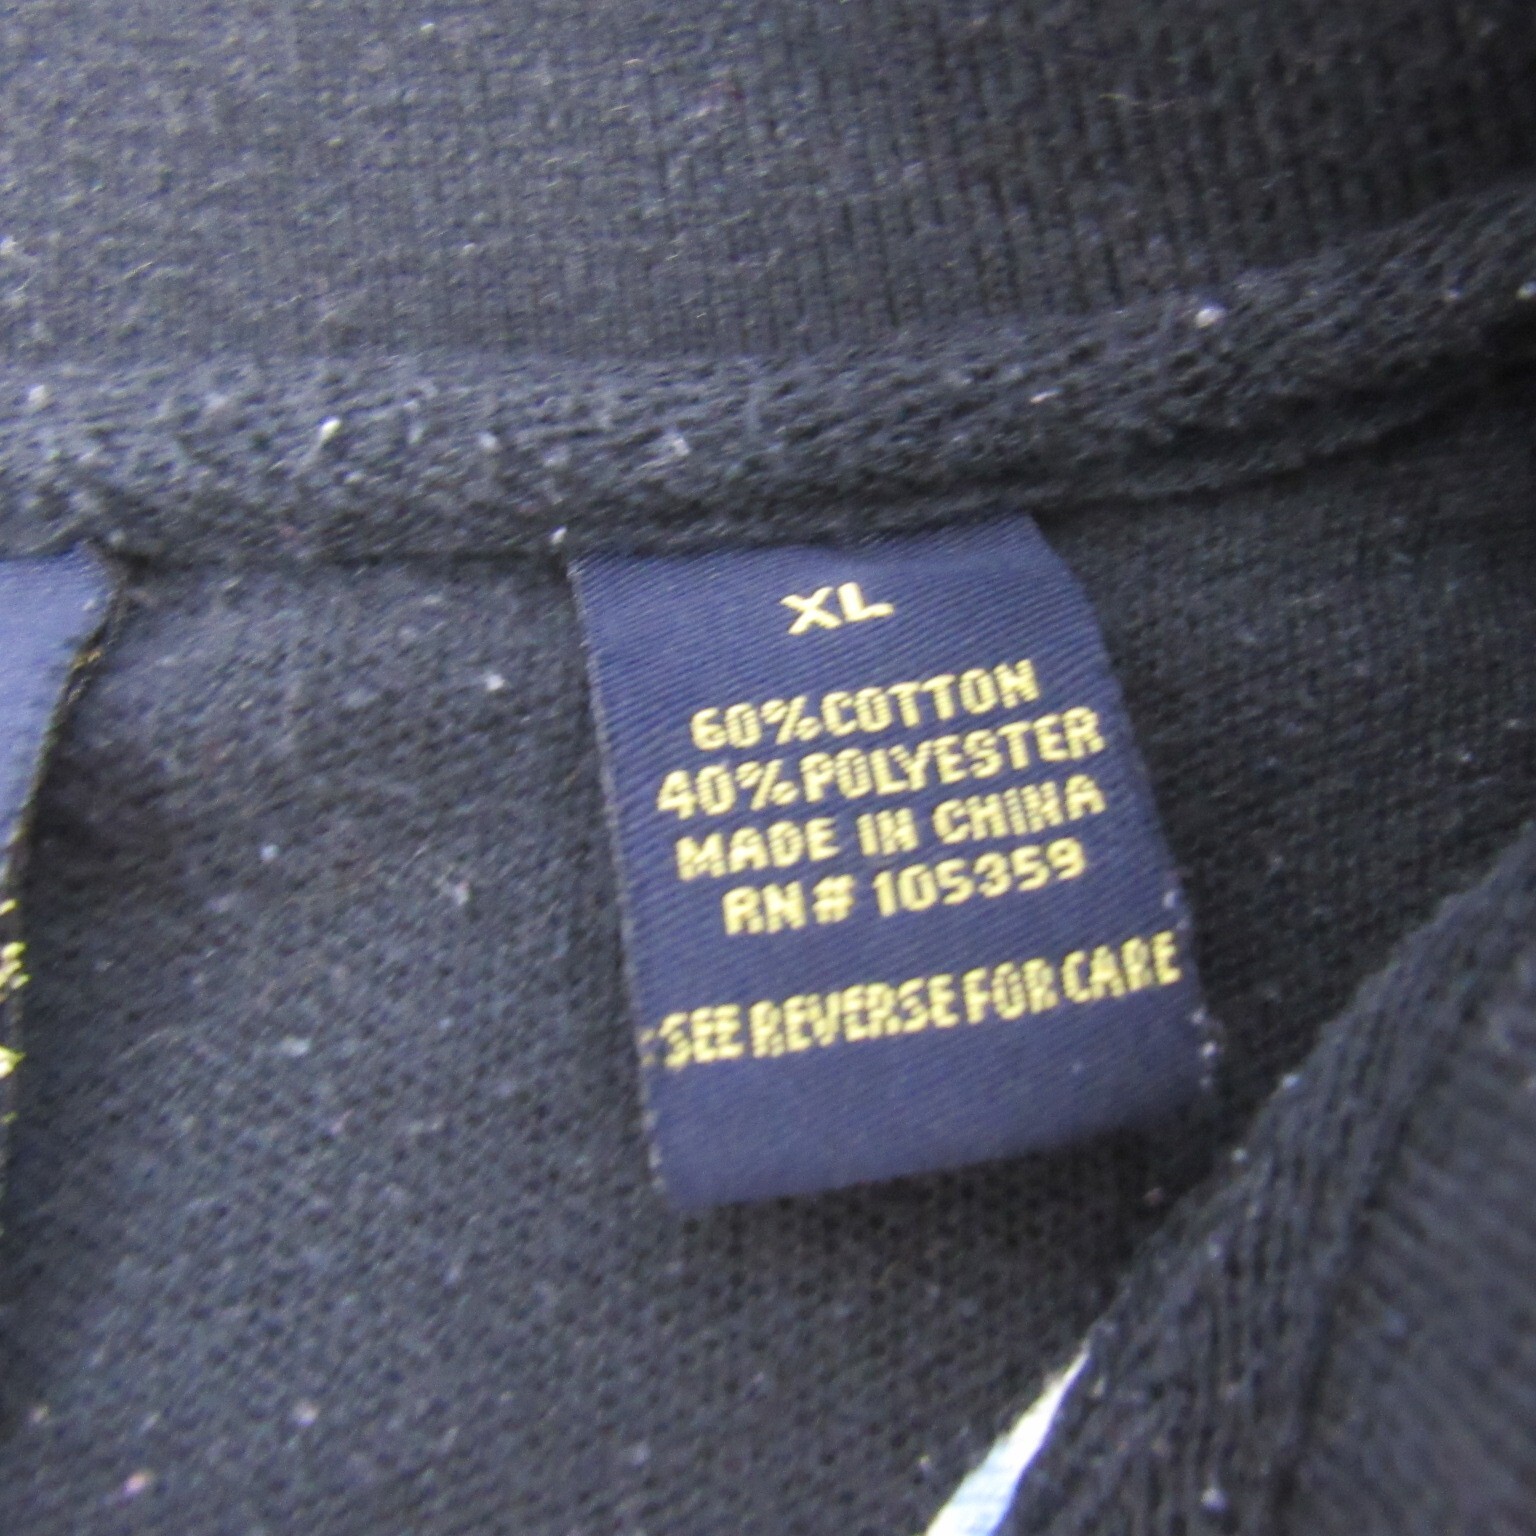 XL
60% COTTON
40% POLYESTER
MADE IN CHINA
RN# 105359
SEE REVERSE FOR CARE